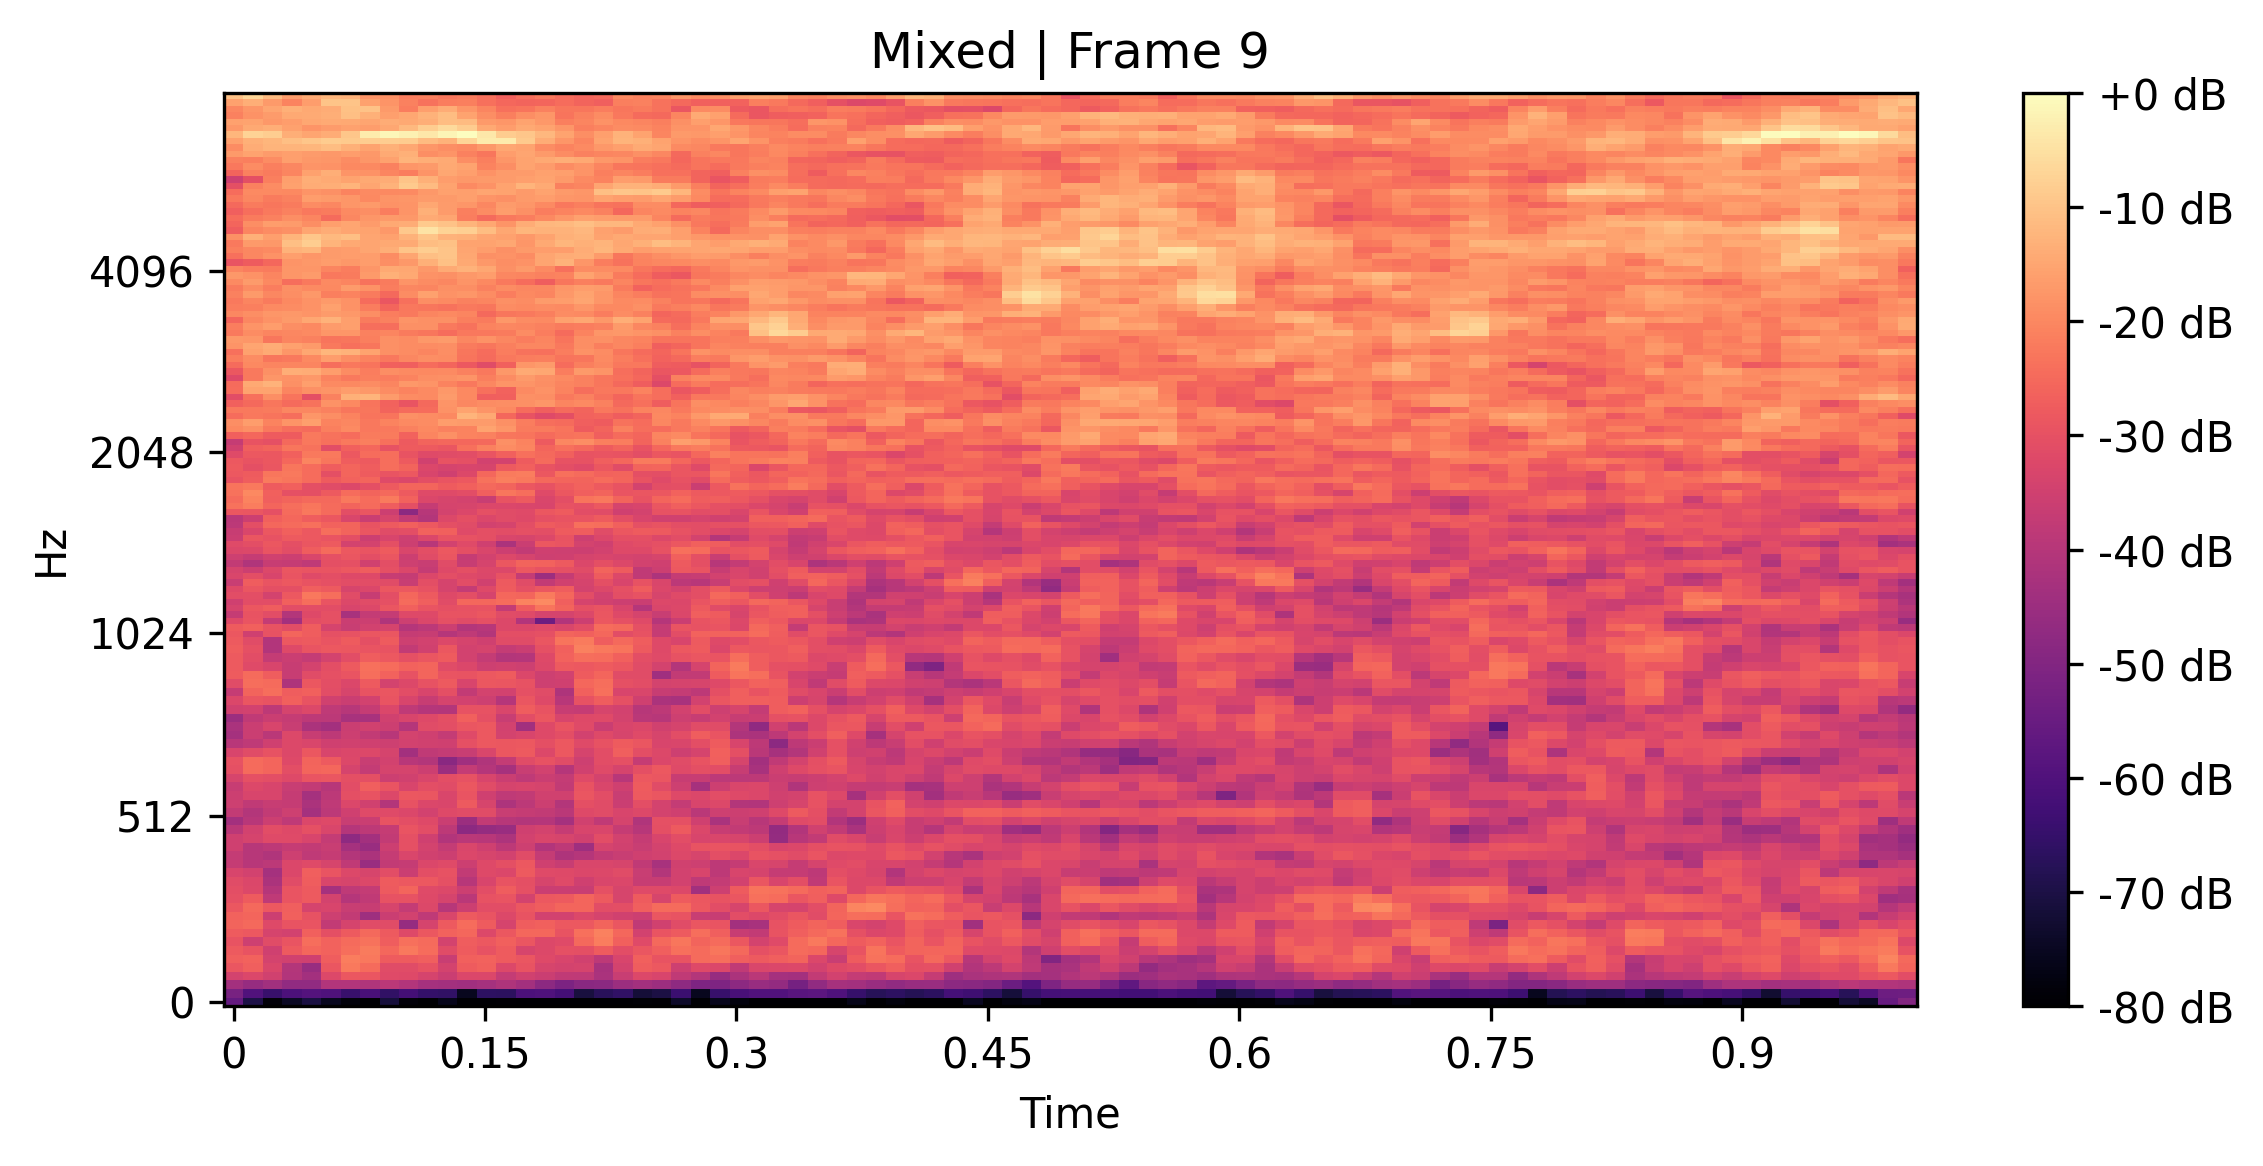 Mixed | Frame 9
+0 dB
-10 dB
-20 dB
-30 dB
-40 dB
-50 dB
-60 dB
-70 dB
-80 dB
Hz
4096
2048
1024
512
0
0 0.15 0.3 0.45 0.6 0.75 0.9
Time